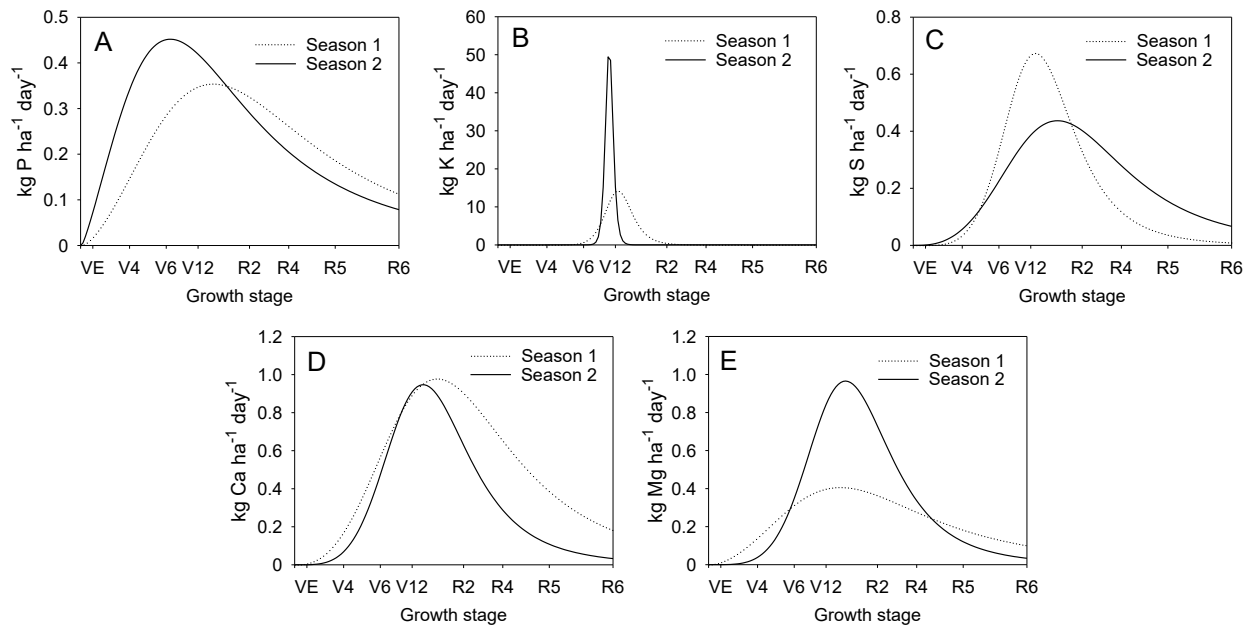 A
Season 1
Season 2
kg P ha-1 day-1
0.5
0.4
0.3
0.2
0.1
0
VE V4 V6 V12 R2 R4 R5 R6
Growth stage
B
Season 1
Season 2
kg K ha-1 day-1
60
50
40
30
20
10
0
VE V4 V6 V12 R2 R4 R5 R6
Growth stage
C
Season 1
Season 2
kg S ha-1 day-1
0.8
0.6
0.4
0.2
0
VE V4 V6 V12 R2 R4 R5 R6
Growth stage
D
Season 1
Season 2
kg Ca ha-1 day-1
1.2
1.0
0.8
0.6
0.4
0.2
0
VE V4 V6 V12 R2 R4 R5 R6
Growth stage
E
Season 1
Season 2
kg Mg ha-1 day-1
1.2
1.0
0.8
0.6
0.4
0.2
0
VE V4 V6 V12 R2 R4 R5 R6
Growth stage